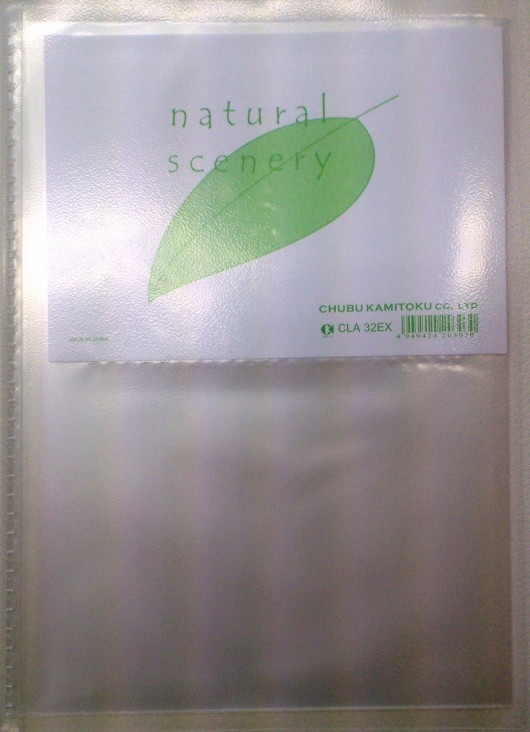 natural
scenery
CHUBU KAMITOKU CO., LTD
CLA 32EX